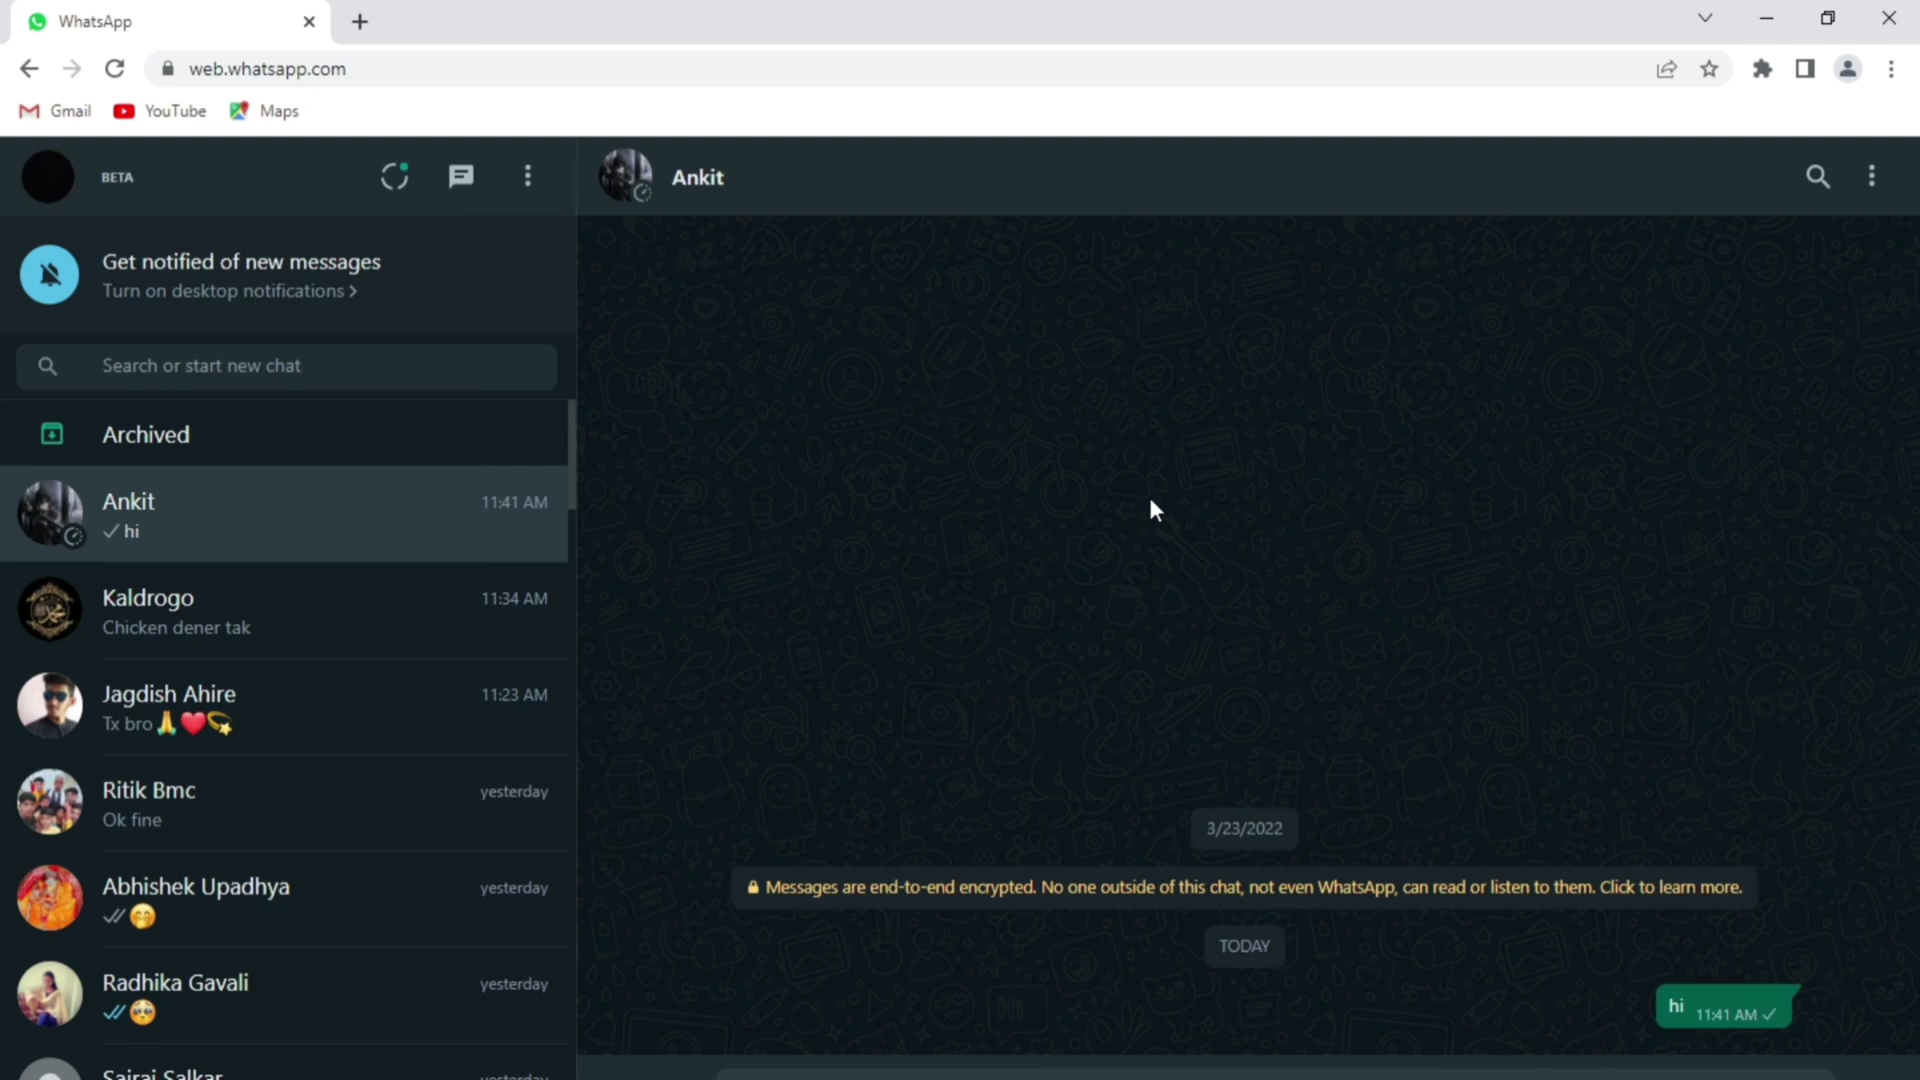 WhatsApp
web.whatsapp.com
Gmail YouTube Maps
BETA
Get notified of new messages
Turn on desktop notifications
Search or start new chat
Archived
Ankit 11:41 AM
hi
Kaldrogo 11:34 AM
Chicken dener tak
Jagdish Ahire 11:23 AM
Tx bro🙏❤️💫
Ritik Bmc yesterday
Ok fine
Abhishek Upadhya yesterday
🤭
Radhika Gavali yesterday
🥺
yesterday
Ankit
3/23/2022
Messages are end-to-end encrypted. No one outside of this chat, not even WhatsApp, can read or listen to them. Click to learn more.
TODAY
hi 11:41 AM